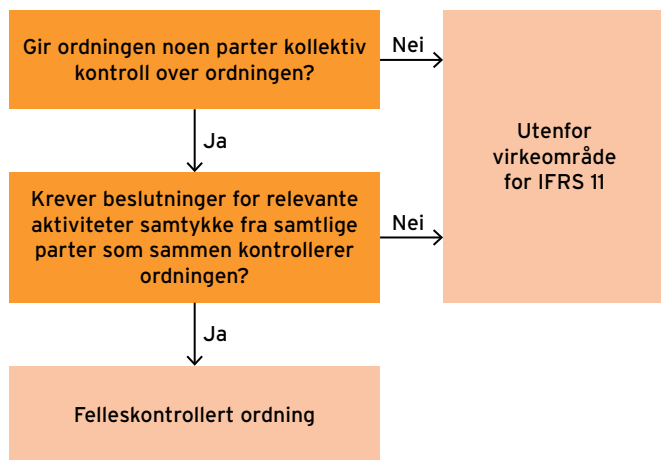 Gir ordningen noen parter kollektiv
kontroll over ordningen?
Nei
Utenfor
virkeområde
for IFRS 11
Ja
Krever beslutninger for relevante
aktiviteter samtykke fra samtlige
parter som sammen kontrollerer
ordningen?
Nei
Ja
Felleskontrollert ordning